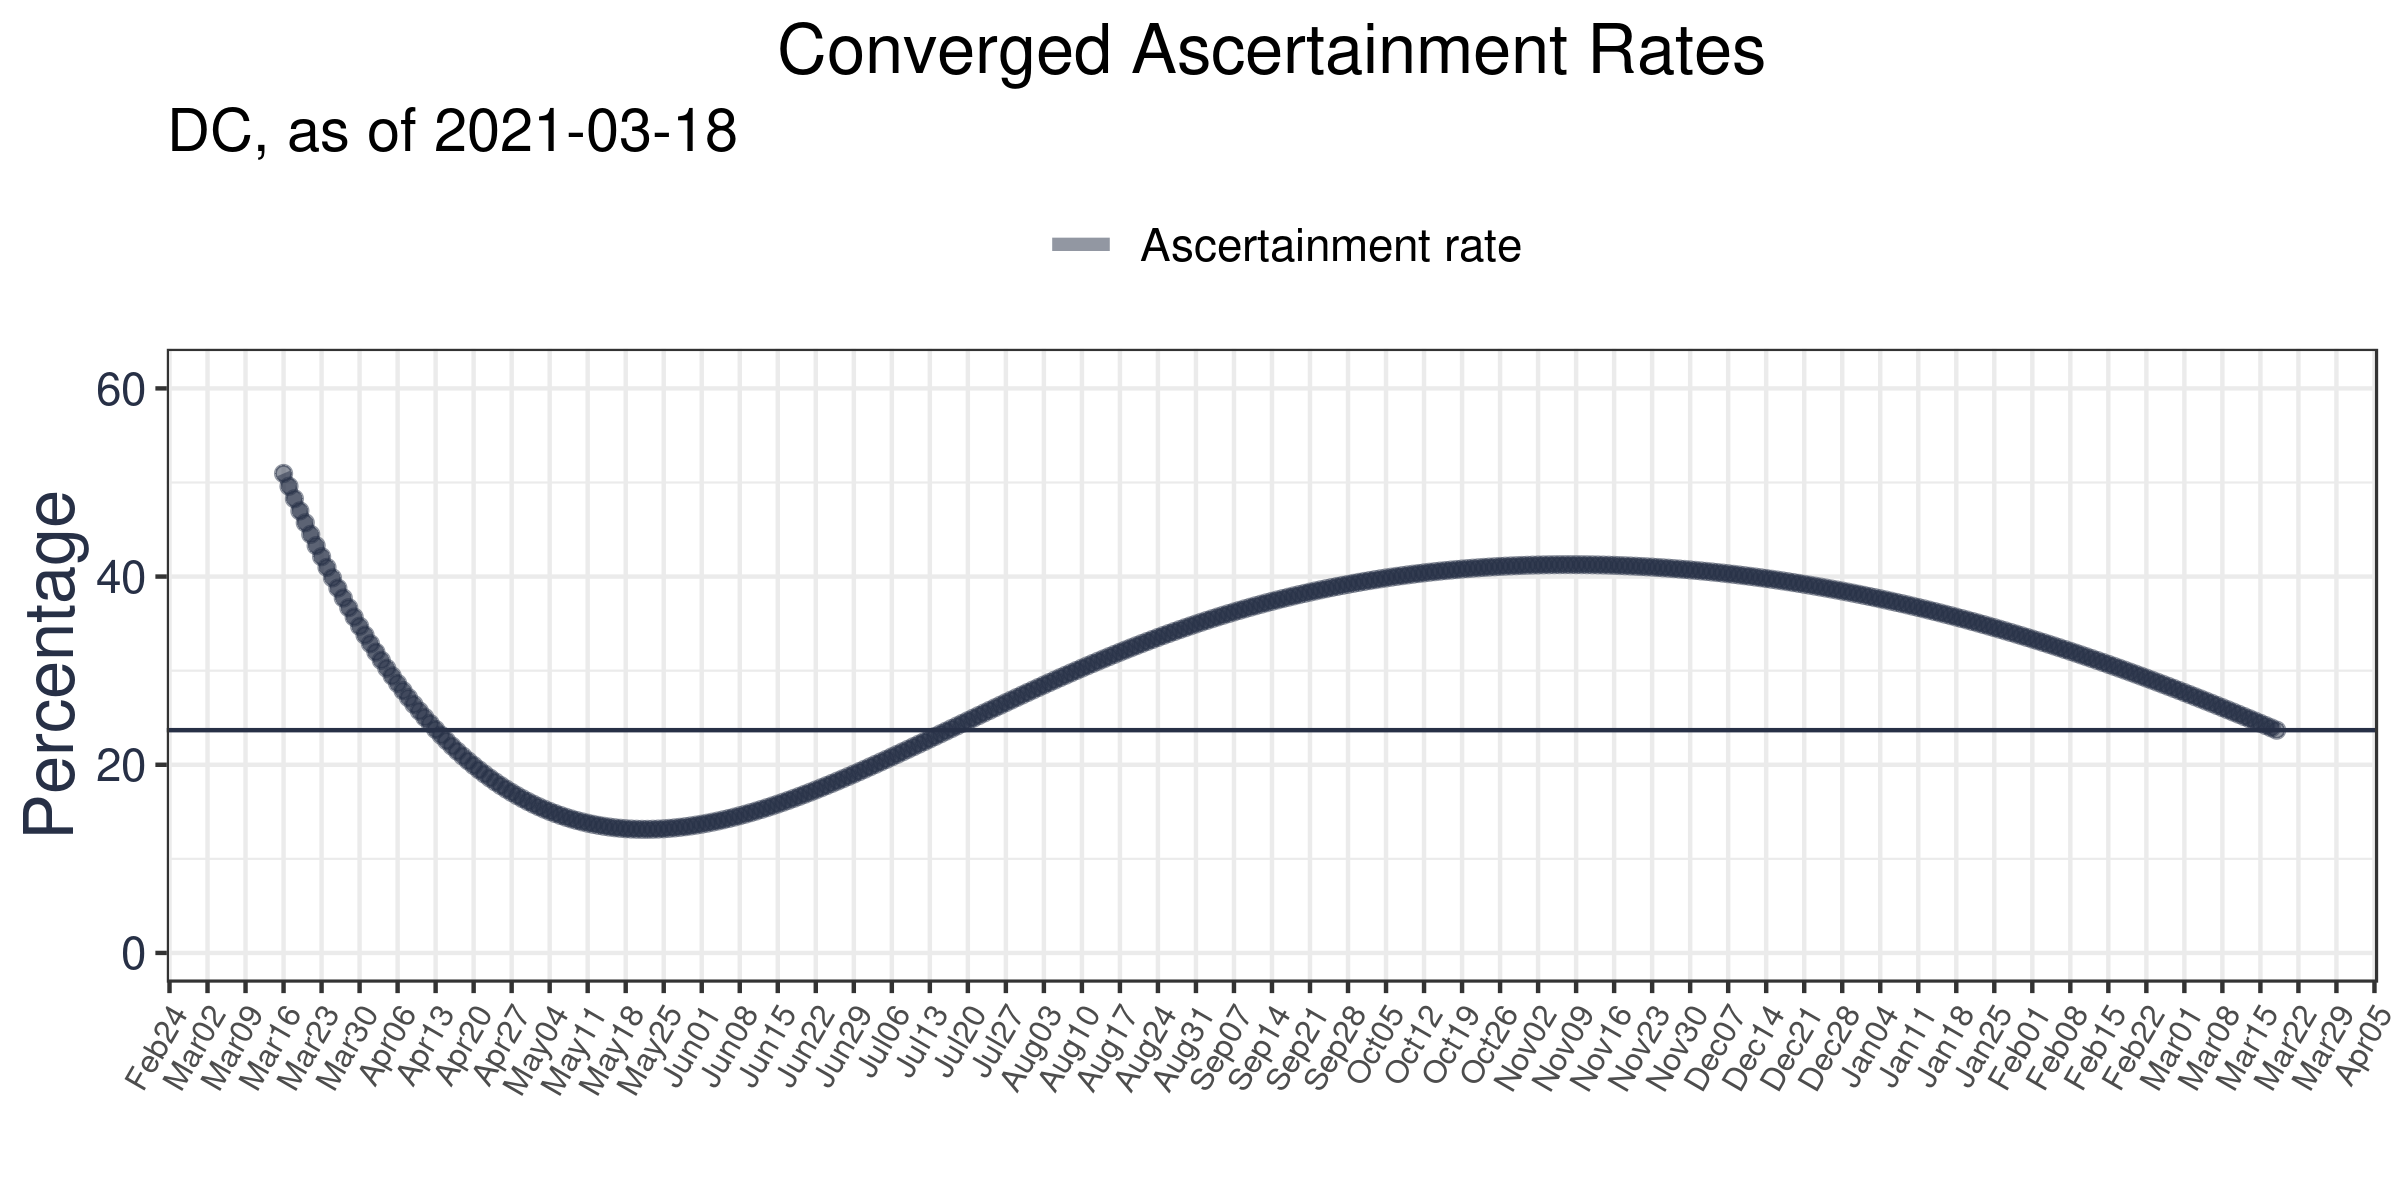 Converged Ascertainment Rates
DC, as of 2021-03-18
Ascertainment rate
Percentage
60
40
20
0
Feb24 Mar02 Mar09 Mar16 Mar23 Mar30 Apr06 Apr13 Apr20 Apr27 May04 May11 May18 May25 Jun01 Jun08 Jun15 Jun22 Jun29 Jul06 Jul13 Jul20 Jul27 Aug03 Aug10 Aug17 Aug24 Aug31 Sep07 Sep14 Sep21 Sep28 Oct05 Oct12 Oct19 Oct26 Nov02 Nov09 Nov16 Nov23 Nov30 Dec07 Dec14 Dec21 Dec28 Jan04 Jan11 Jan18 Jan25 Feb01 Feb08 Feb15 Feb22 Mar01 Mar08 Mar15 Mar22 Mar29 Apr05